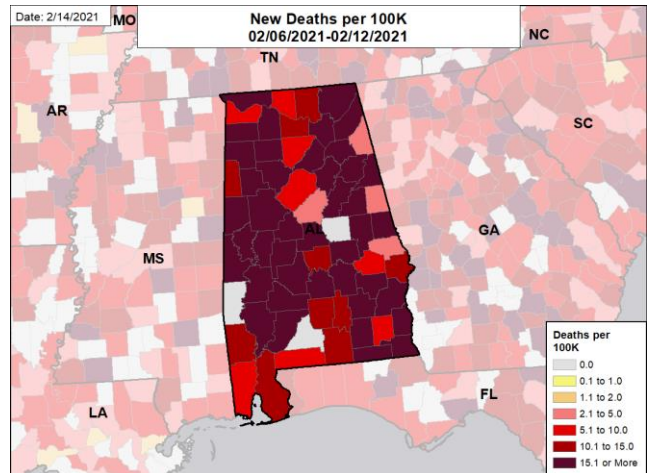 Date: 2/14/2021
New Deaths per 100K
02/06/2021-02/12/2021
MO
TN
NC
AR
SC
AL
MS
GA
LA
FL
Deaths per
100K
0.0
0.1 to 1.0
1.1 to 2.0
2.1 to 5.0
5.1 to 10.0
10.1 to 15.0
15.1 or More